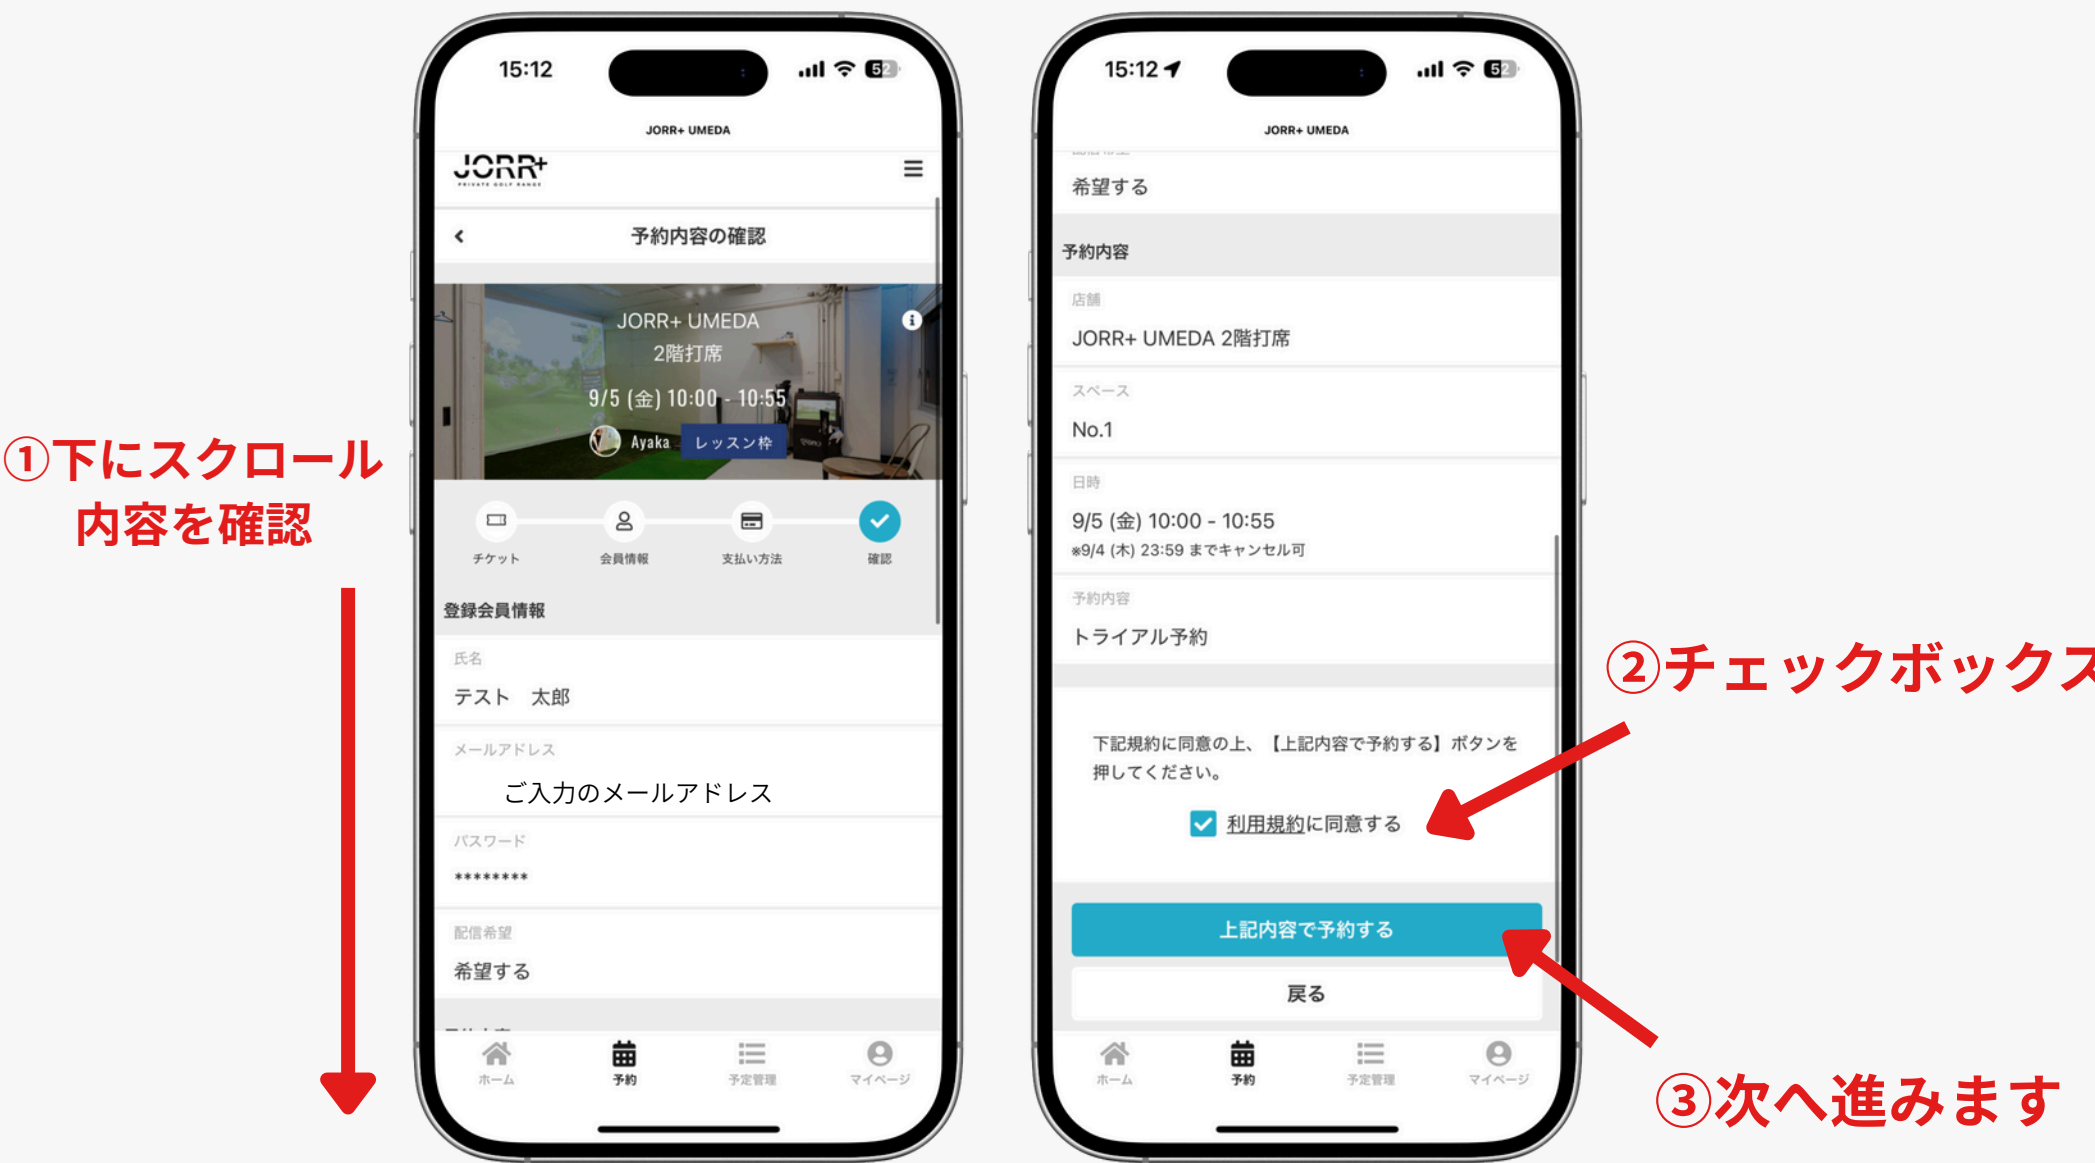 ①下にスクロール
内容を確認
15:12
52
JORR+ UMEDA
JORR+
PRIVATE GOLF RANGE
予約内容の確認
JORR+ UMEDA
2階打席
9/5 (金) 10:00 - 10:55
Ayaka レッスン枠
チケット 会員情報 支払い方法 確認
登録会員情報
氏名
テスト 太郎
メールアドレス
ご入力のメールアドレス
パスワード
********
配信希望
希望する
ホーム 予約 予定管理 マイページ
15:12
52
JORR+ UMEDA
希望する
予約内容
店舗
JORR+ UMEDA 2階打席
スペース
No.1
日時
9/5 (金) 10:00 - 10:55
※9/4 (木) 23:59 までキャンセル可
予約内容
トライアル予約
下記規約に同意の上、【上記内容で予約する】ボタンを
押してください。
利用規約に同意する
上記内容で予約する
戻る
ホーム 予約 予定管理 マイページ
②チェックボックス
③次へ進みます